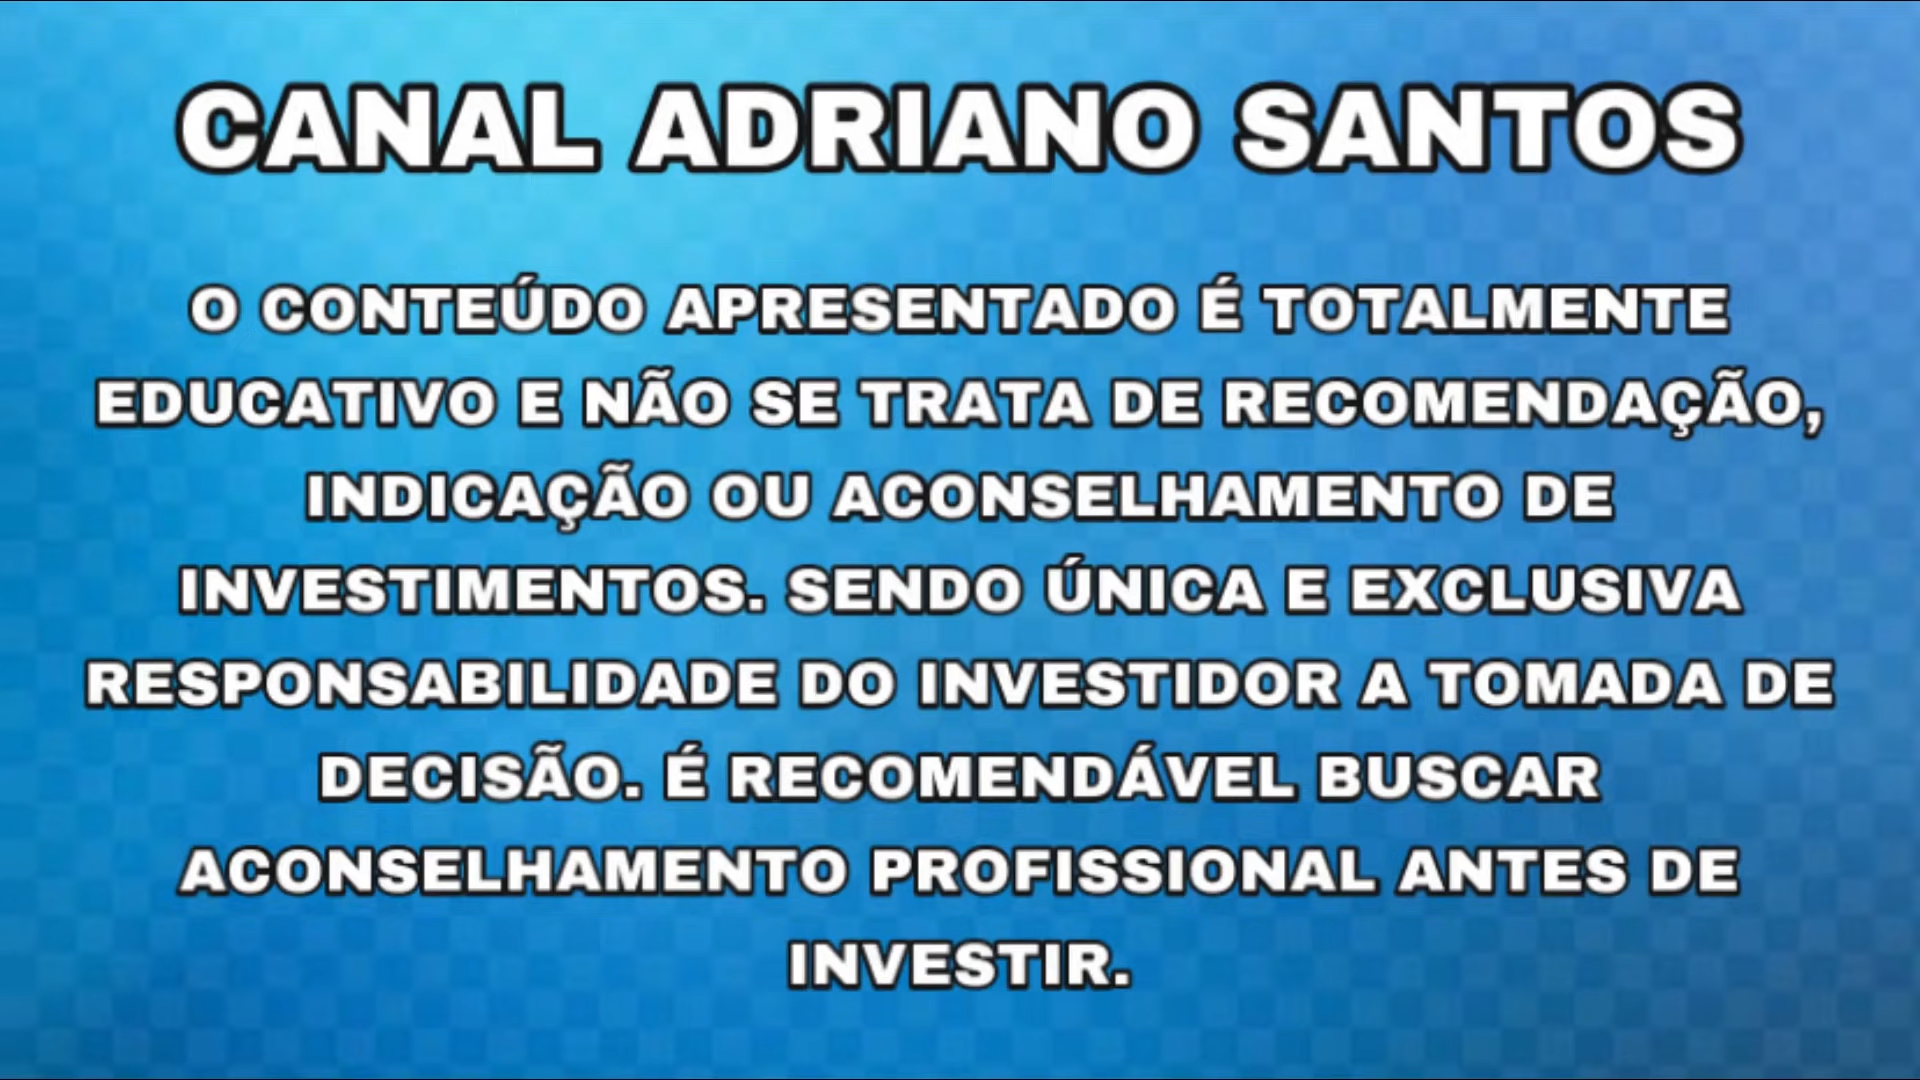 CANAL ADRIANO SANTOS
O CONTEÚDO APRESENTADO É TOTALMENTE
EDUCATIVO E NÃO SE TRATA DE RECOMENDAÇÃO,
INDICAÇÃO OU ACONSELHAMENTO DE
INVESTIMENTOS. SENDO ÚNICA E EXCLUSIVA
RESPONSABILIDADE DO INVESTIDOR A TOMADA DE
DECISÃO. É RECOMENDÁVEL BUSCAR
ACONSELHAMENTO PROFISSIONAL ANTES DE
INVESTIR.